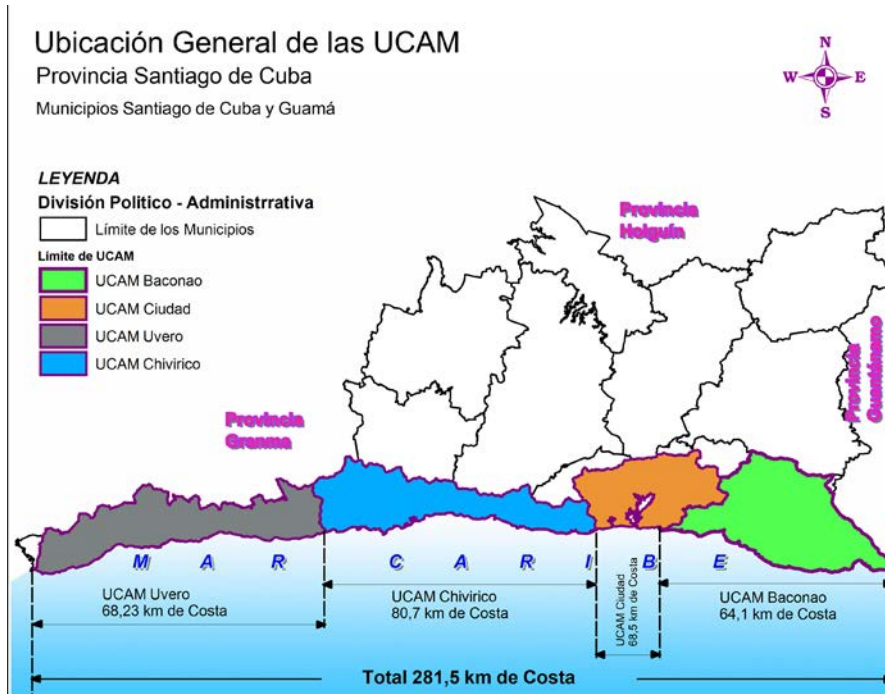 Ubicación General de las UCAM
Provincia Santiago de Cuba
Municipios Santiago de Cuba y Guamá
N
W
E
S
LEYENDA
División Politico - Administrrativa
Límite de los Municipios
Límite de UCAM
UCAM Baconao
UCAM Ciudad
UCAM Uvero
UCAM Chivirico
Provincia
Holguín
Provincia
Guantánamo
Provincia
Granma
M A R C A R I B E
UCAM Uvero
68,23 km de Costa
UCAM Chivirico
80,7 km de Costa
UCAM Ciudad
68,5 km de Costa
UCAM Baconao
64,1 km de Costa
Total 281,5 km de Costa